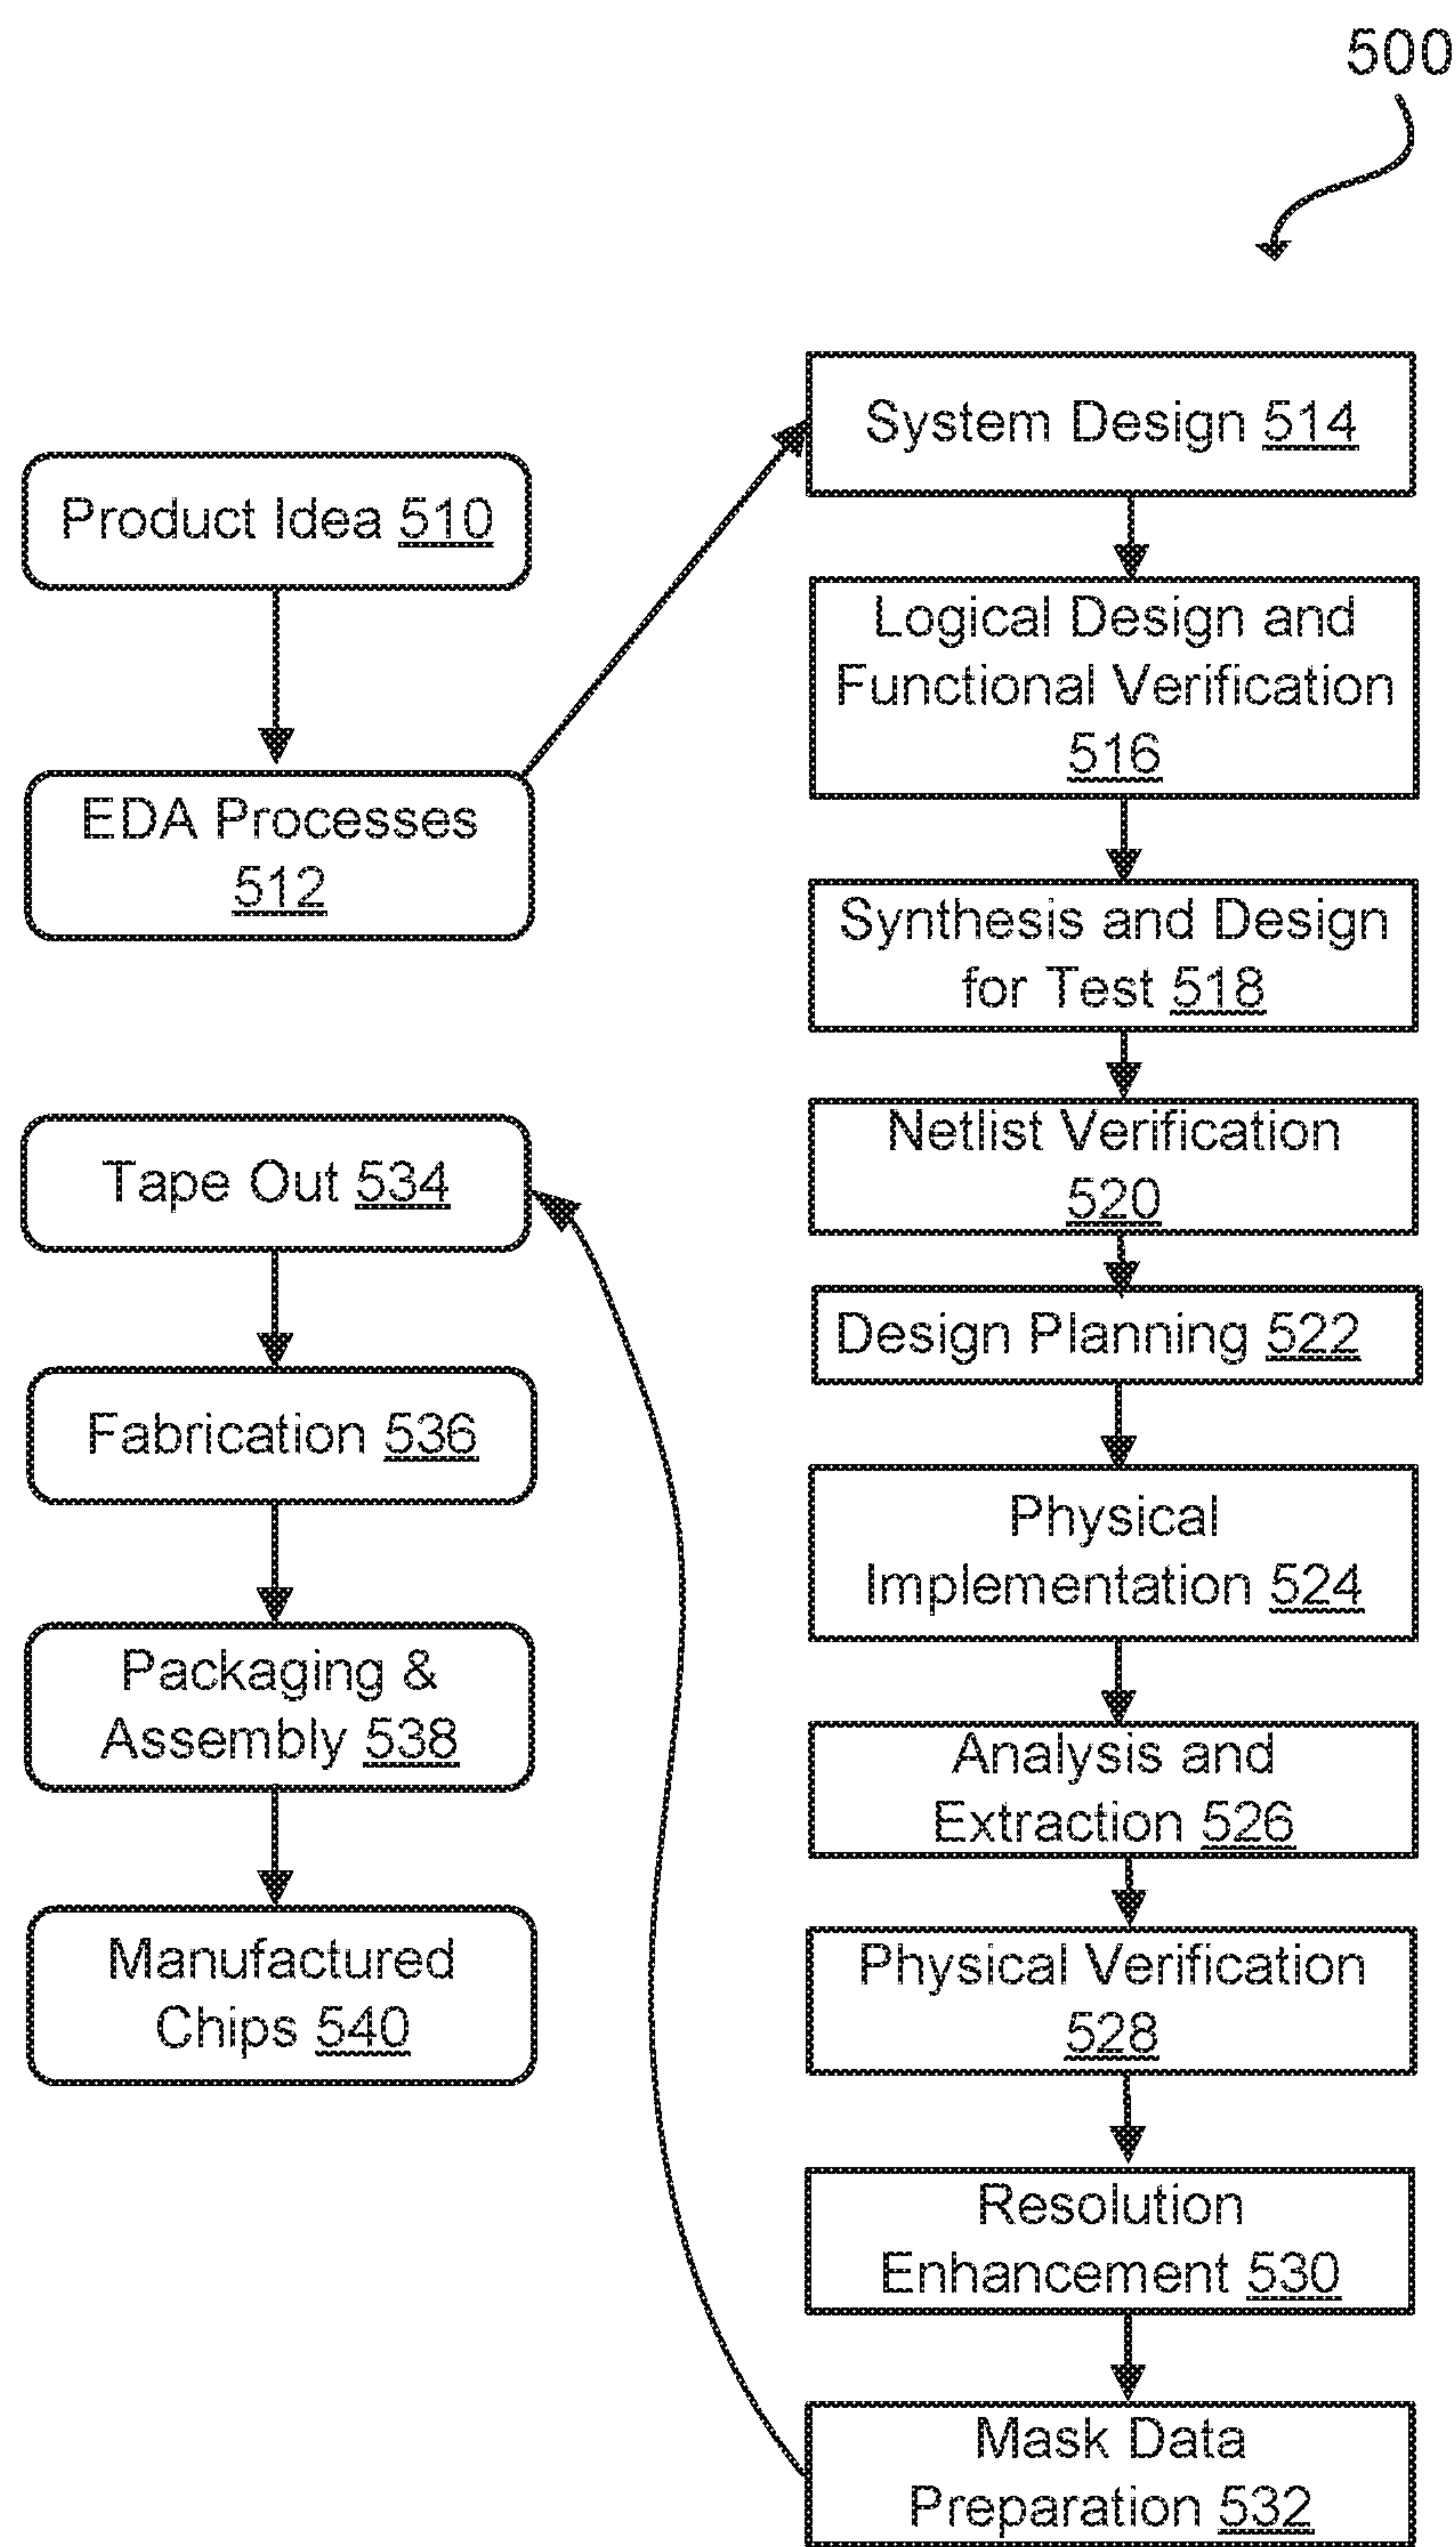 500
Product Idea 510
EDA Processes
512
System Design 514
Logical Design and
Functional Verification
516
Synthesis and Design
for Test 518
Netlist Verification
520
Design Planning 522
Physical
Implementation 524
Analysis and
Extraction 526
Physical Verification
528
Resolution
Enhancement 530
Mask Data
Preparation 532
Tape Out 534
Fabrication 536
Packaging &
Assembly 538
Manufactured
Chips 540